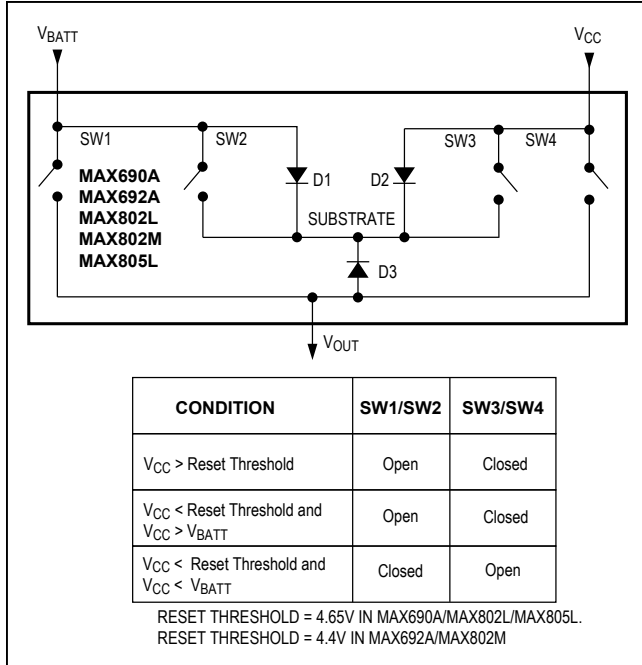 VBATT
VCC
SW1
SW2
SW3
SW4
MAX690A
MAX692A
MAX802L
MAX802M
MAX805L
D1
D2
SUBSTRATE
D3
VOUT
CONDITION SW1/SW2 SW3/SW4
VCC > Reset Threshold Open Closed
VCC < Reset Threshold and
VCC > VBATT Open Closed
VCC < Reset Threshold and
VCC < VBATT Closed Open
RESET THRESHOLD = 4.65V IN MAX690A/MAX802L/MAX805L.
RESET THRESHOLD = 4.4V IN MAX692A/MAX802M